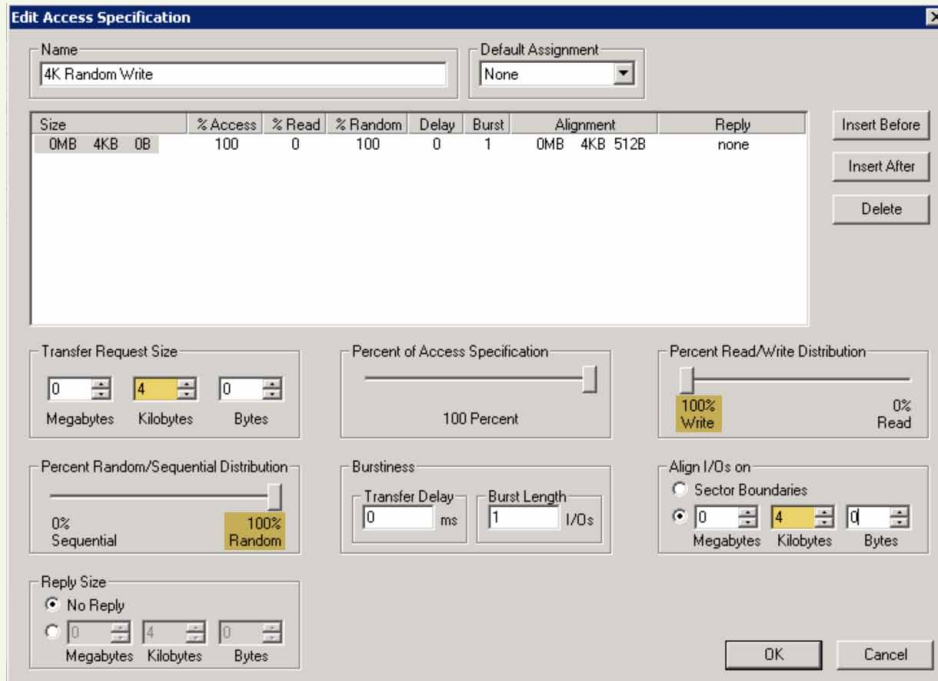 Edit Access Specification
Name
4K Random Write
Default Assignment
None
Size % Access % Read % Random Delay Burst Alignment Reply
0MB 4KB 0B 100 0 100 0 1 0MB 4KB 512B none
Insert Before
Insert After
Delete
Transfer Request Size
0 4 0
Megabytes Kilobytes Bytes
Percent of Access Specification
100 Percent
Percent Read/Write Distribution
100% 0%
Write Read
Percent Random/Sequential Distribution
0% 100%
Sequential Random
Burstiness
Transfer Delay
0 ms
Burst Length
1 I/Os
Align I/Os on
Sector Boundaries
0 4 0
Megabytes Kilobytes Bytes
Reply Size
No Reply
0 4 0
Megabytes Kilobytes Bytes
OK Cancel